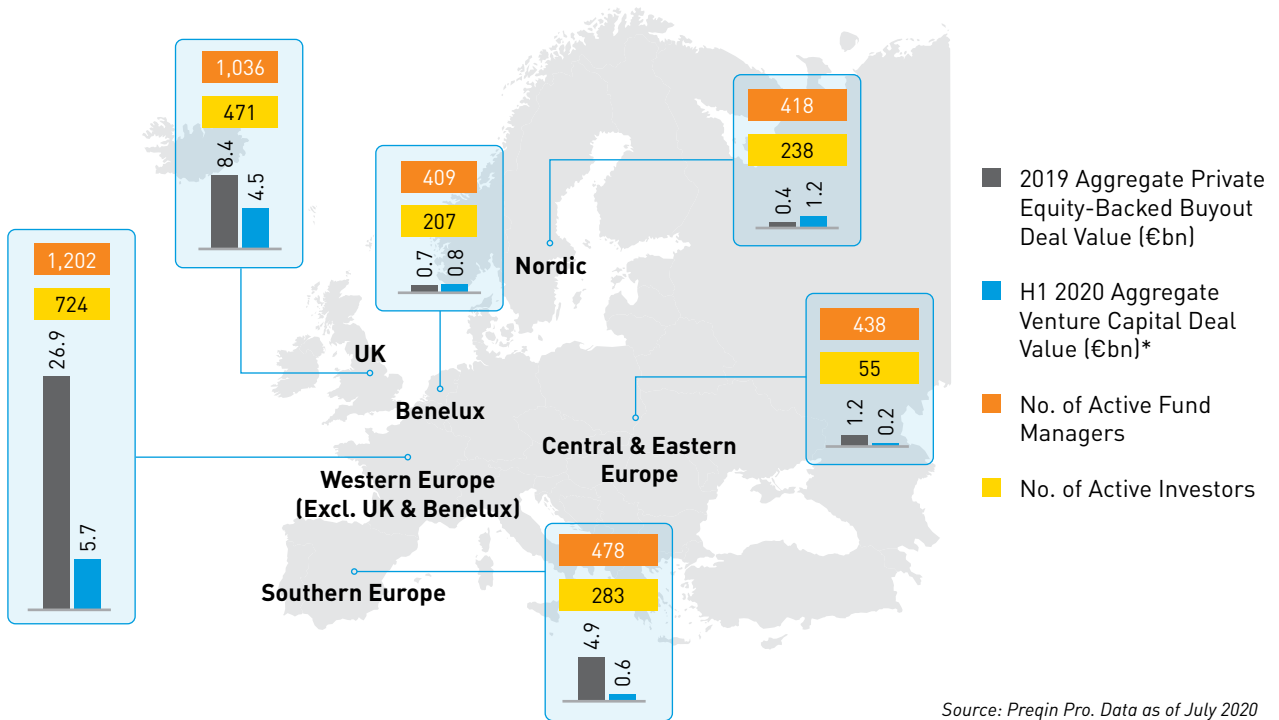 1,036
471
8.4
4.5
UK
409
207
0.7
0.8
Benelux
418
238
0.4
1.2
Nordic
1,202
724
26.9
5.7
Western Europe
(Excl. UK & Benelux)
438
55
1.2
0.2
Central & Eastern
Europe
478
283
4.9
0.6
Southern Europe
2019 Aggregate Private
Equity-Backed Buyout
Deal Value (€bn)
H1 2020 Aggregate
Venture Capital Deal
Value (€bn)*
No. of Active Fund
Managers
No. of Active Investors
Source: Preqin Pro. Data as of July 2020